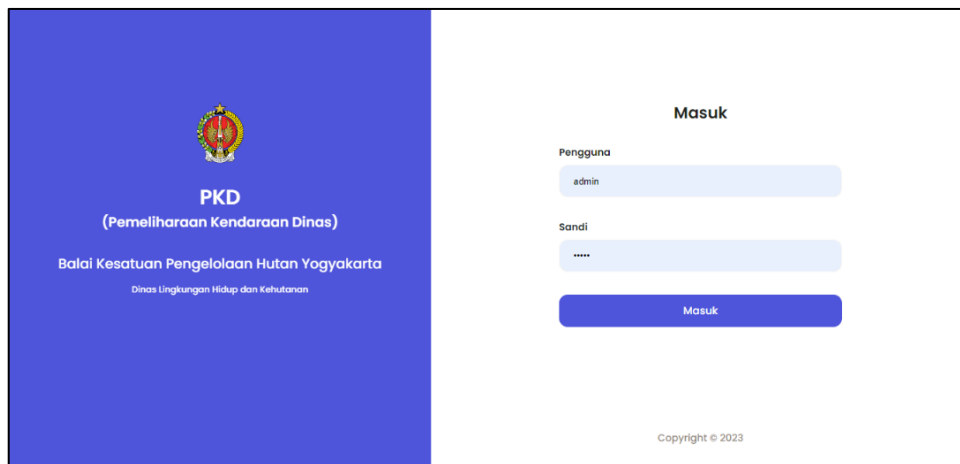 PKD
(Pemeliharaan Kendaraan Dinas)
Balai Kesatuan Pengelolaan Hutan Yogyakarta
Dinas Lingkungan Hidup dan Kehutanan
Masuk
Pengguna
admin
Sandi
•••••
Masuk
Copyright © 2023